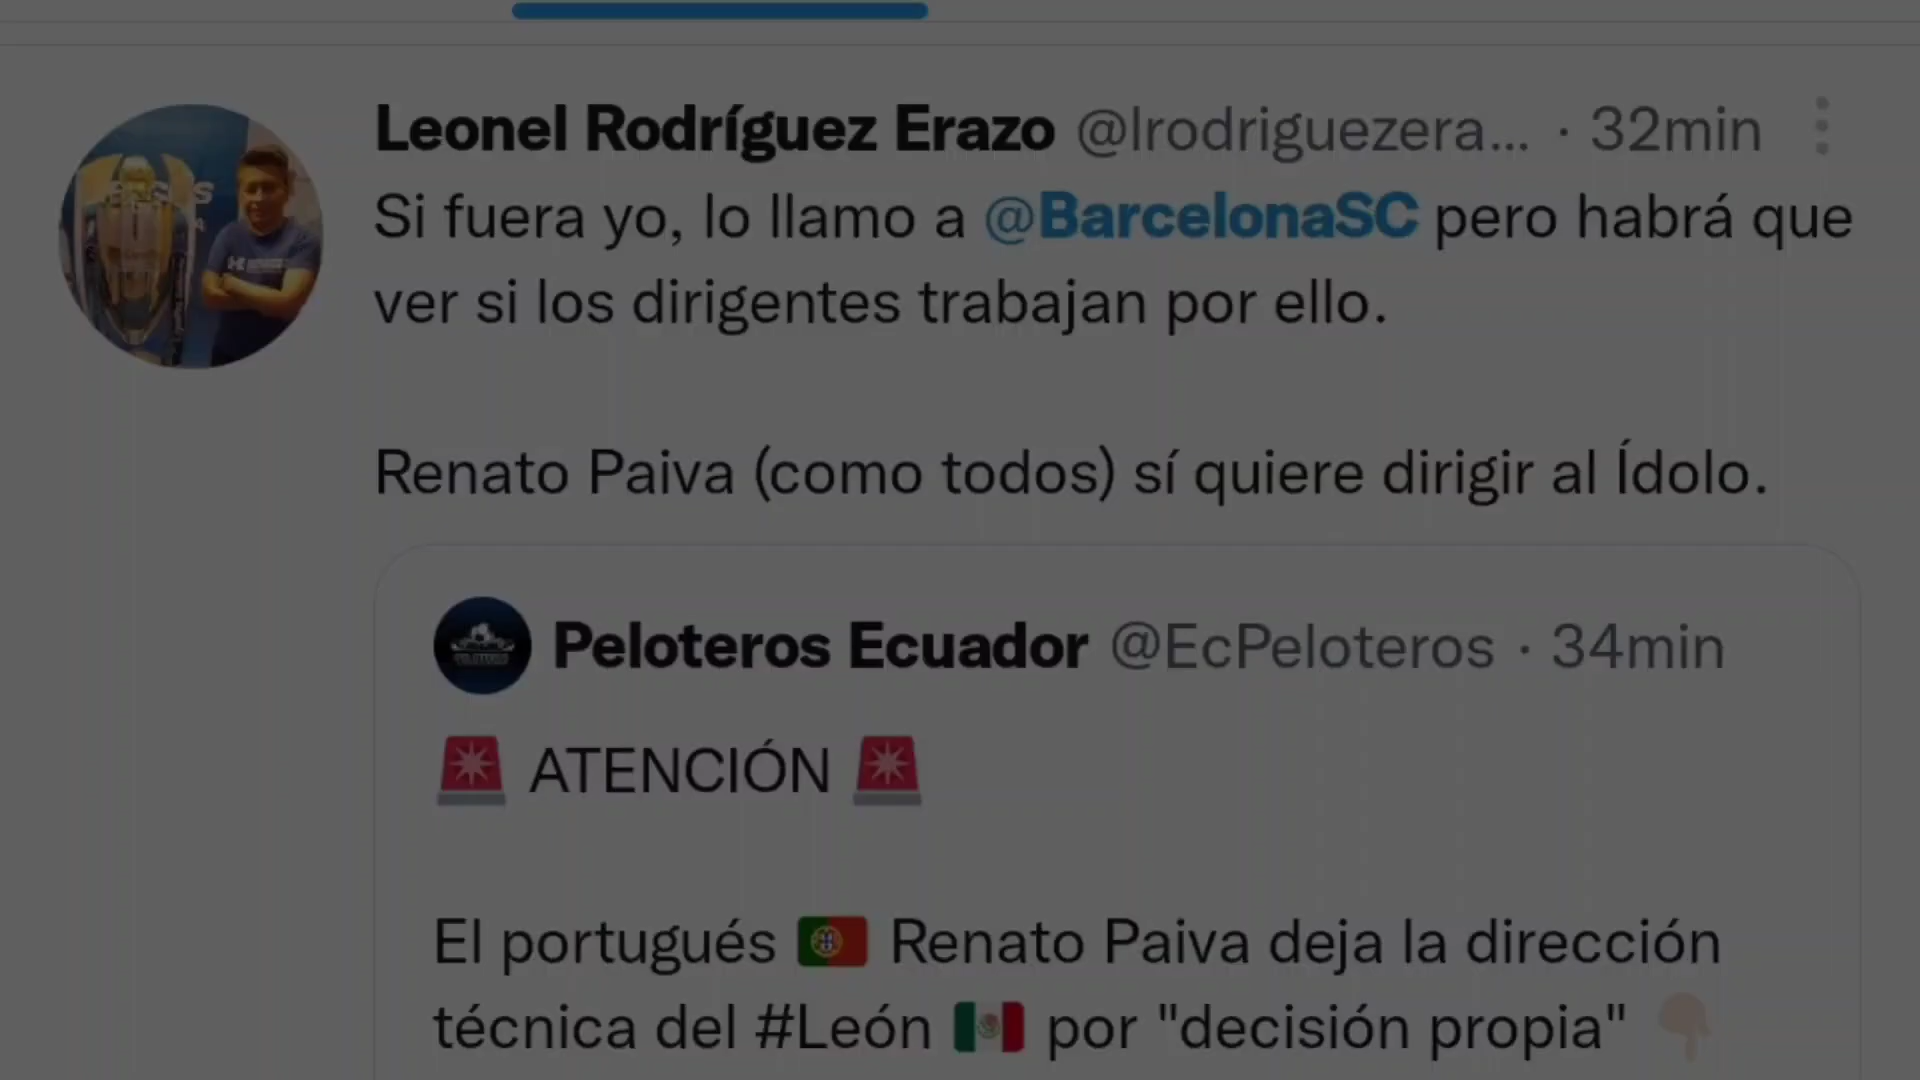 Leonel Rodríguez Erazo @lrodriguezera... · 32min
Si fuera yo, lo llamo a @BarcelonaSC pero habrá que
ver si los dirigentes trabajan por ello.
Renato Paiva (como todos) sí quiere dirigir al Ídolo.
Peloteros Ecuador @EcPeloteros · 34min
🚨 ATENCIÓN 🚨
El portugués 🇵🇹 Renato Paiva deja la dirección
técnica del #León 🇲🇽 por "decisión propia" 👇🏻